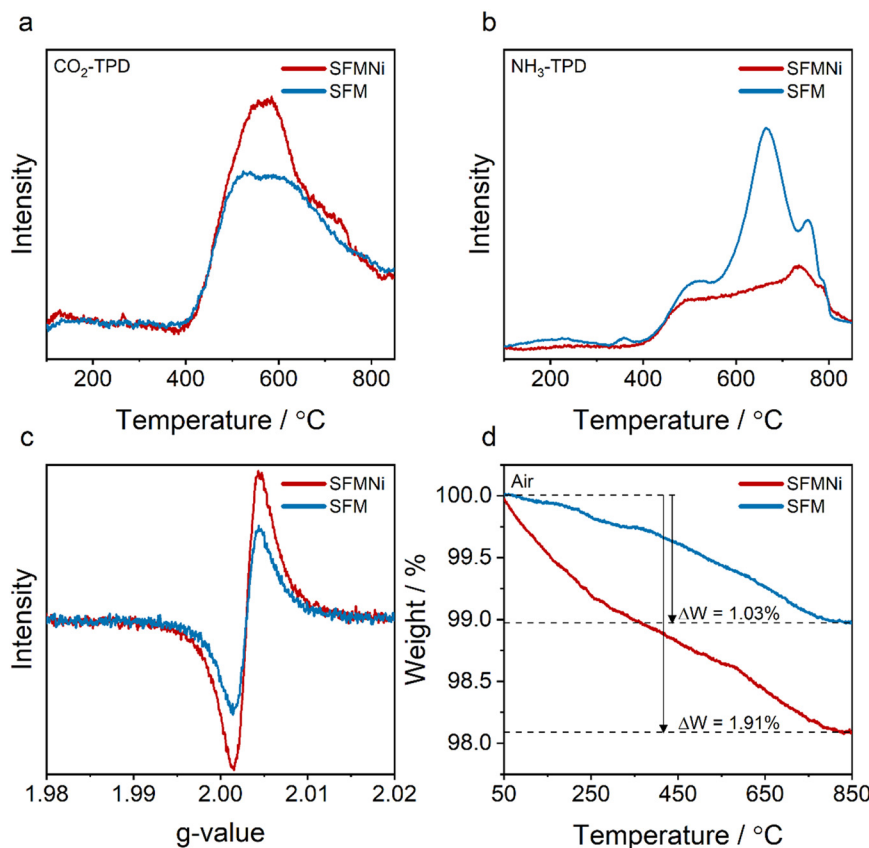 a
CO₂-TPD
SFMNi
SFM
Intensity
200 400 600 800
Temperature / °C
b
NH₃-TPD
SFMNi
SFM
Intensity
200 400 600 800
Temperature / °C
c
SFMNi
SFM
Intensity
1.98 1.99 2.00 2.01 2.02
g-value
d
Air
SFMNi
SFM
100.0
99.5
99.0
98.5
98.0
Weight / %
ΔW = 1.03%
ΔW = 1.91%
50 250 450 650 850
Temperature / °C